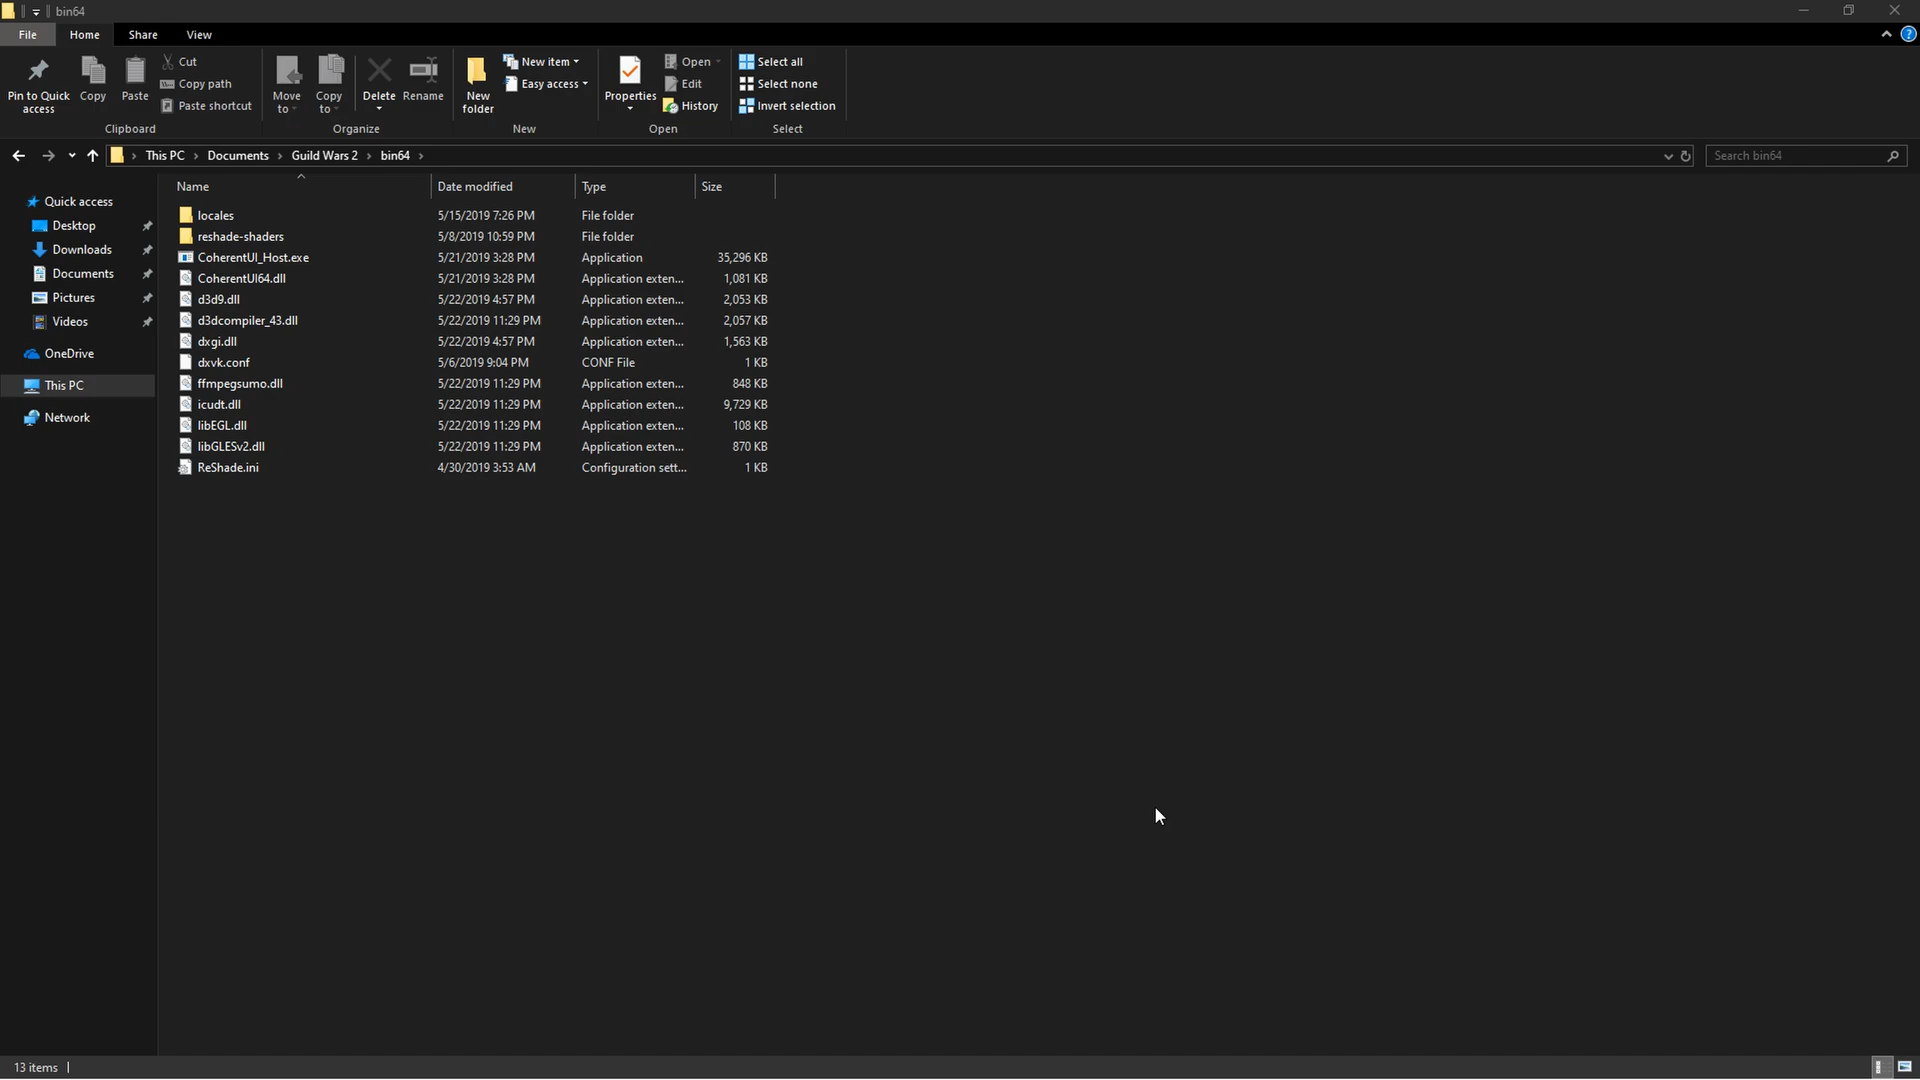 bin64
File Home Share View
Pin to Quick access
Copy
Paste
Cut
Copy path
Paste shortcut
Clipboard
Move to
Copy to
Delete
Rename
Organize
New folder
New item
Easy access
New
Properties
Open
Edit
History
Open
Select all
Select none
Invert selection
Select
This PC Documents Guild Wars 2 bin64
Search bin64
Quick access
Desktop
Downloads
Documents
Pictures
Videos
OneDrive
This PC
Network
Name Date modified Type Size
locales 5/15/2019 7:26 PM File folder
reshade-shaders 5/8/2019 10:59 PM File folder
CoherentUI_Host.exe 5/21/2019 3:28 PM Application 35,296 KB
CoherentUI64.dll 5/21/2019 3:28 PM Application exten... 1,081 KB
d3d9.dll 5/22/2019 4:57 PM Application exten... 2,053 KB
d3dcompiler_43.dll 5/22/2019 11:29 PM Application exten... 2,057 KB
dxgi.dll 5/22/2019 4:57 PM Application exten... 1,563 KB
dxvk.conf 5/6/2019 9:04 PM CONF File 1 KB
ffmpegsumo.dll 5/22/2019 11:29 PM Application exten... 848 KB
icudt.dll 5/22/2019 11:29 PM Application exten... 9,729 KB
libEGL.dll 5/22/2019 11:29 PM Application exten... 108 KB
libGLESv2.dll 5/22/2019 11:29 PM Application exten... 870 KB
ReShade.ini 4/30/2019 3:53 AM Configuration sett... 1 KB
13 items